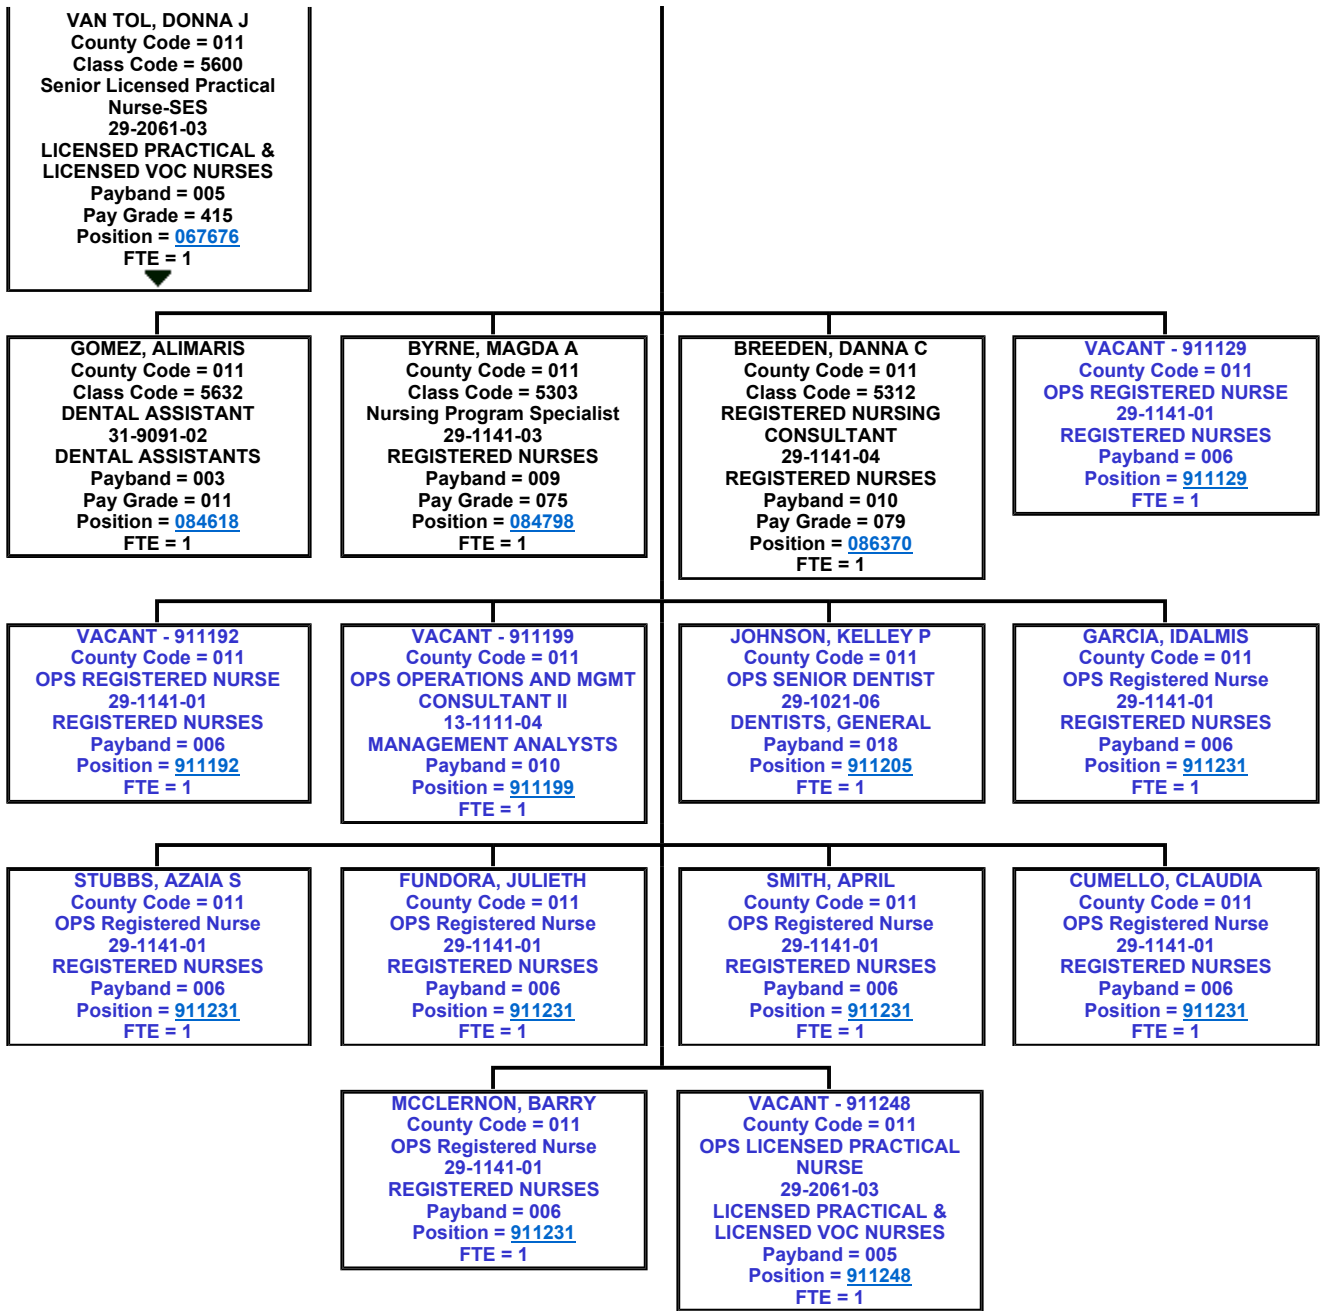 VAN TOL, DONNA J
County Code = 011
Class Code = 5600
Senior Licensed Practical
Nurse-SES
29-2061-03
LICENSED PRACTICAL &
LICENSED VOC NURSES
Payband = 005
Pay Grade = 415
Position = 067676
FTE = 1
GOMEZ, ALIMARIS
County Code = 011
Class Code = 5632
DENTAL ASSISTANT
31-9091-02
DENTAL ASSISTANTS
Payband = 003
Pay Grade = 011
Position = 084618
FTE = 1
BYRNE, MAGDA A
County Code = 011
Class Code = 5303
Nursing Program Specialist
29-1141-03
REGISTERED NURSES
Payband = 009
Pay Grade = 075
Position = 084798
FTE = 1
BREEDEN, DANNA C
County Code = 011
Class Code = 5312
REGISTERED NURSING
CONSULTANT
29-1141-04
REGISTERED NURSES
Payband = 010
Pay Grade = 079
Position = 086370
FTE = 1
VACANT - 911129
County Code = 011
OPS REGISTERED NURSE
29-1141-01
REGISTERED NURSES
Payband = 006
Position = 911129
FTE = 1
VACANT - 911192
County Code = 011
OPS REGISTERED NURSE
29-1141-01
REGISTERED NURSES
Payband = 006
Position = 911192
FTE = 1
VACANT - 911199
County Code = 011
OPS OPERATIONS AND MGMT
CONSULTANT II
13-1111-04
MANAGEMENT ANALYSTS
Payband = 010
Position = 911199
FTE = 1
JOHNSON, KELLEY P
County Code = 011
OPS SENIOR DENTIST
29-1021-06
DENTISTS, GENERAL
Payband = 018
Position = 911205
FTE = 1
GARCIA, IDALMIS
County Code = 011
OPS Registered Nurse
29-1141-01
REGISTERED NURSES
Payband = 006
Position = 911231
FTE = 1
STUBBS, AZAIA S
County Code = 011
OPS Registered Nurse
29-1141-01
REGISTERED NURSES
Payband = 006
Position = 911231
FTE = 1
FUNDORA, JULIETH
County Code = 011
OPS Registered Nurse
29-1141-01
REGISTERED NURSES
Payband = 006
Position = 911231
FTE = 1
SMITH, APRIL
County Code = 011
OPS Registered Nurse
29-1141-01
REGISTERED NURSES
Payband = 006
Position = 911231
FTE = 1
CUMELLO, CLAUDIA
County Code = 011
OPS Registered Nurse
29-1141-01
REGISTERED NURSES
Payband = 006
Position = 911231
FTE = 1
MCCLERNON, BARRY
County Code = 011
OPS Registered Nurse
29-1141-01
REGISTERED NURSES
Payband = 006
Position = 911231
FTE = 1
VACANT - 911248
County Code = 011
OPS LICENSED PRACTICAL
NURSE
29-2061-03
LICENSED PRACTICAL &
LICENSED VOC NURSES
Payband = 005
Position = 911248
FTE = 1